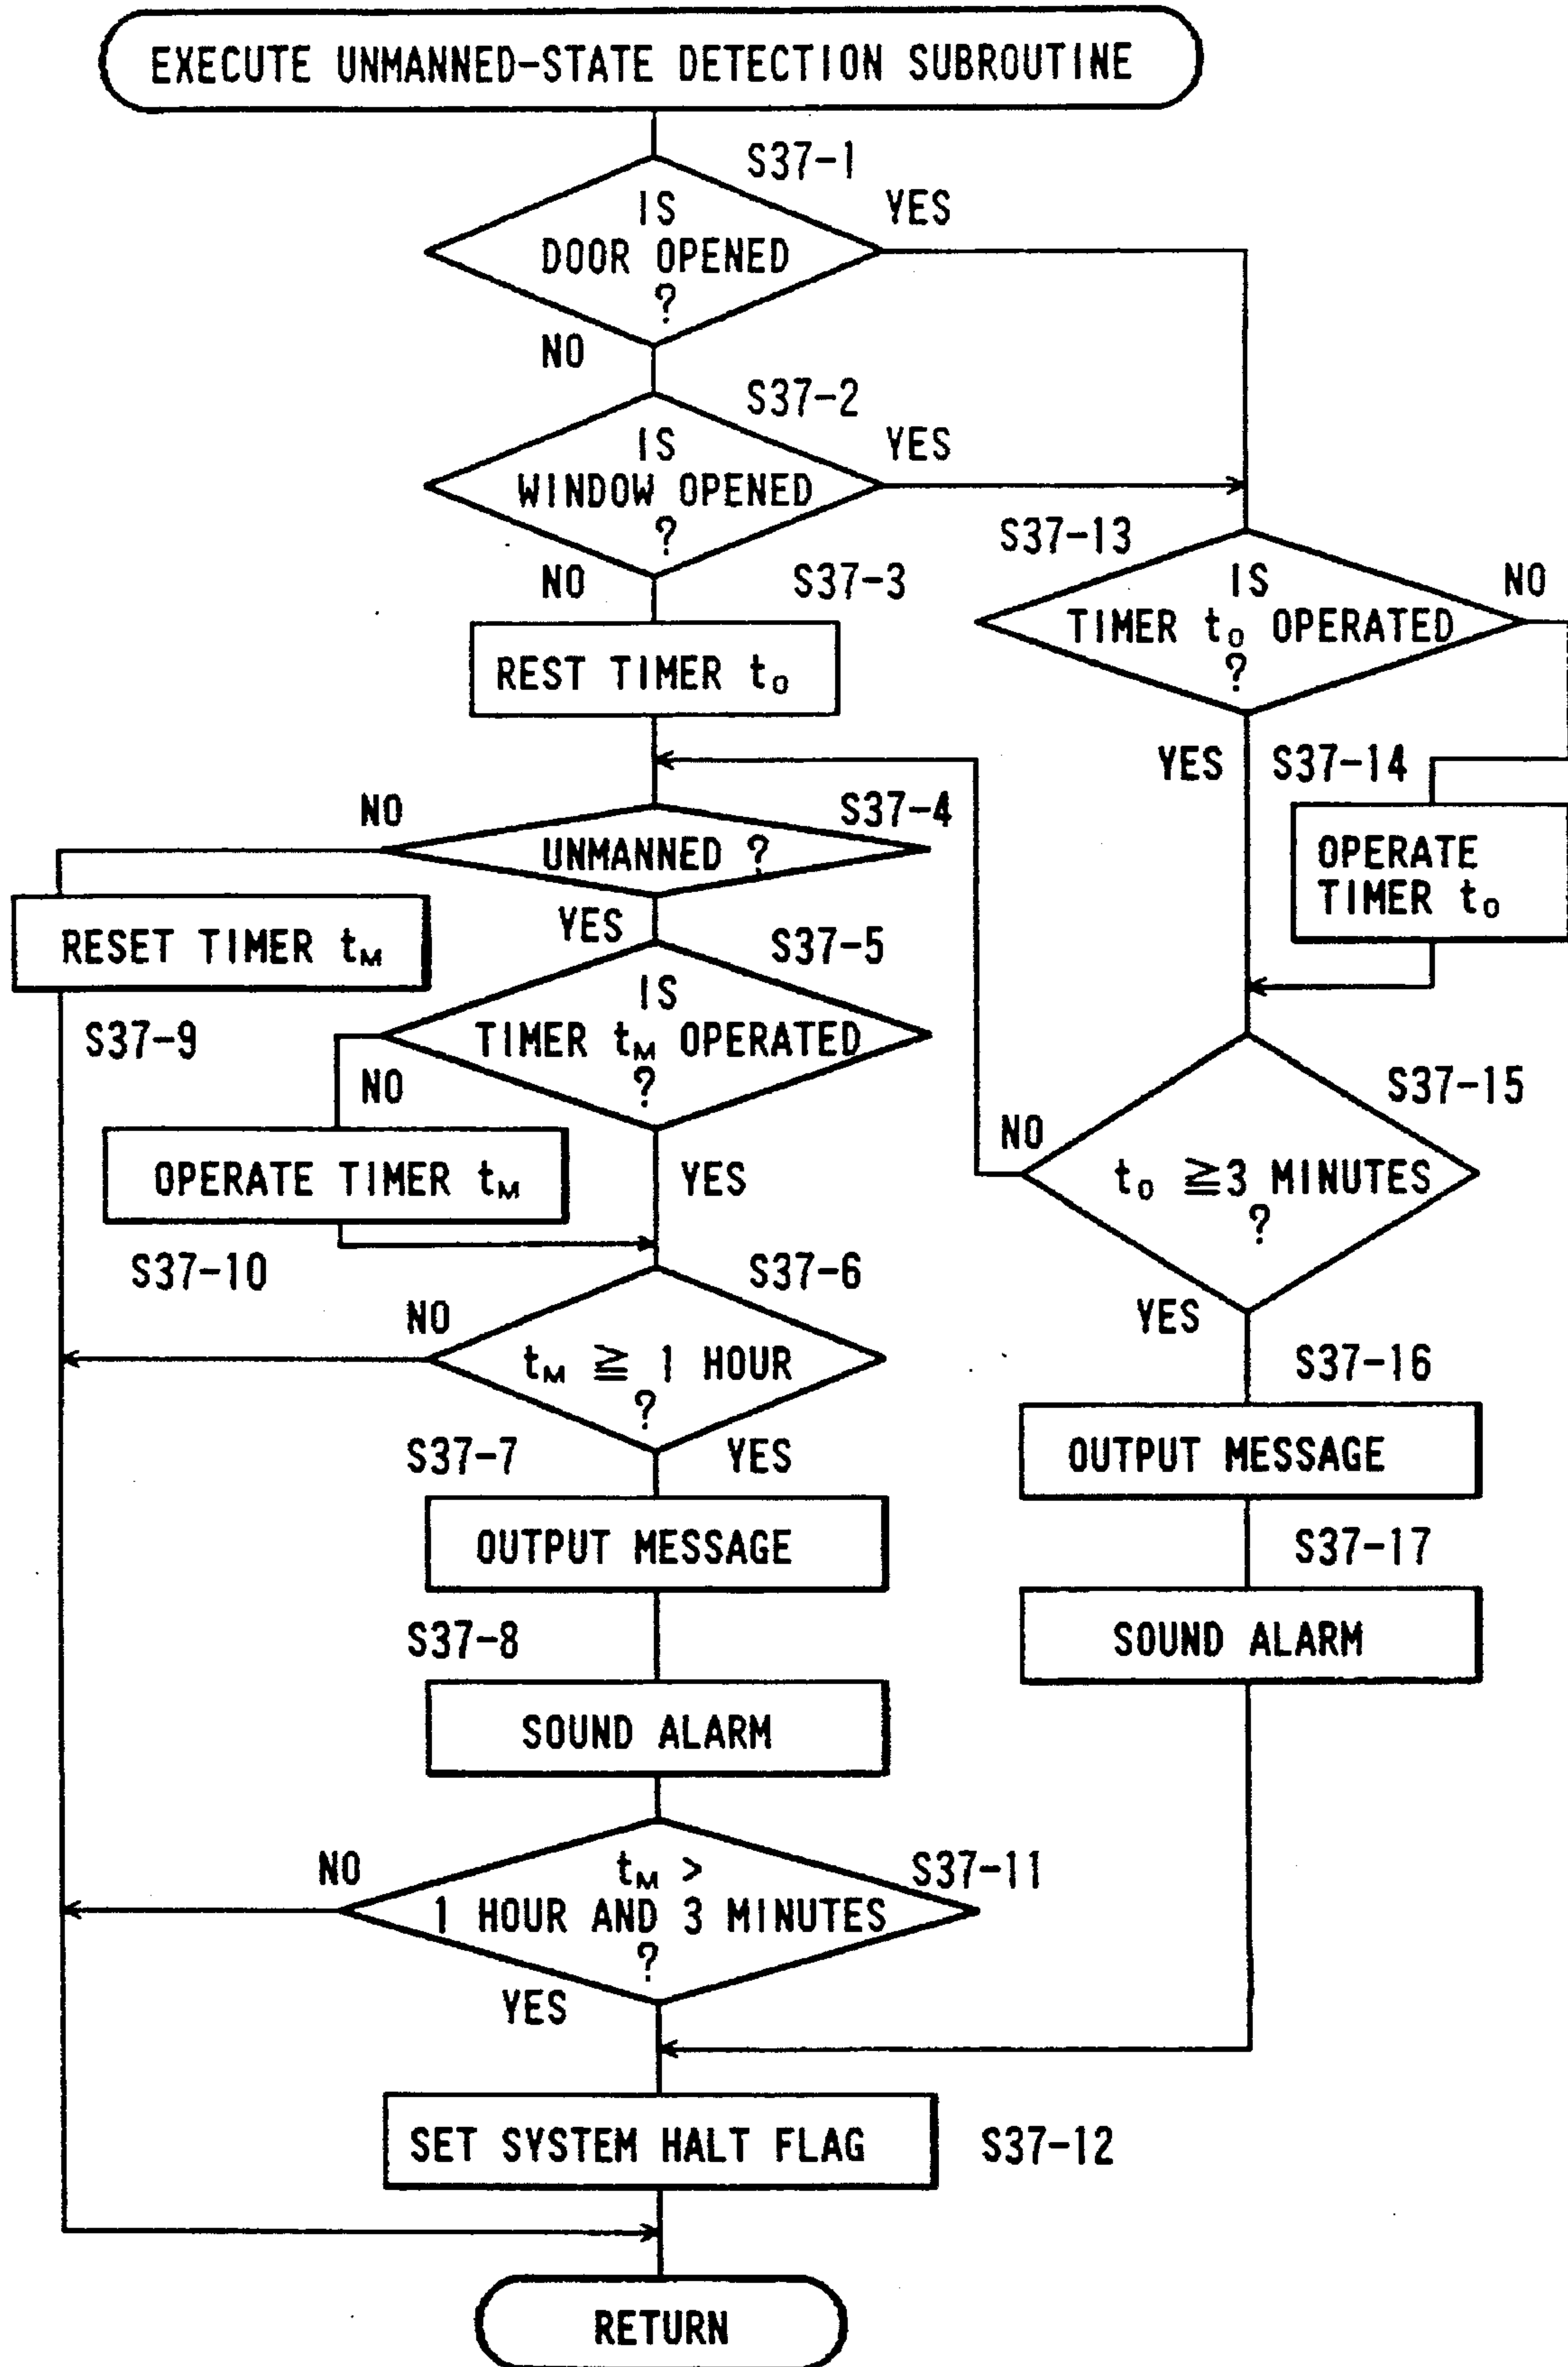 EXECUTE UNMANNED-STATE DETECTION SUBROUTINE
S37-1
IS
DOOR OPENED
?
YES
NO
S37-2
IS
WINDOW OPENED
?
YES
NO
S37-3
REST TIMER t₀
S37-13
IS
TIMER t₀ OPERATED
?
NO
YES
S37-14
OPERATE
TIMER t₀
S37-4
UNMANNED ?
NO
YES
RESET TIMER tM
S37-9
S37-5
IS
TIMER tM OPERATED
?
NO
YES
OPERATE TIMER tM
S37-10
S37-15
t₀ ≧3 MINUTES
?
NO
YES
S37-6
tM ≧ 1 HOUR
?
NO
YES
S37-7
OUTPUT MESSAGE
S37-8
SOUND ALARM
S37-16
OUTPUT MESSAGE
S37-17
SOUND ALARM
S37-11
tM >
1 HOUR AND 3 MINUTES
?
NO
YES
SET SYSTEM HALT FLAG
S37-12
RETURN